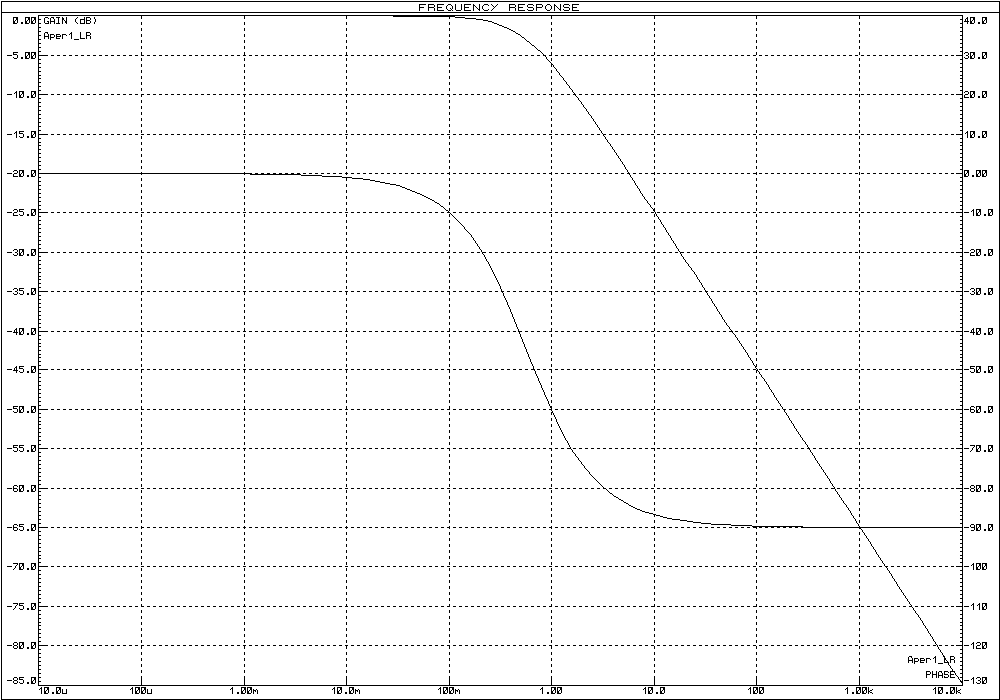 FREQUENCY RESPONSE
0.00 GAIN (dB) 40.0
Aper1_LR
-5.00 30.0
-10.0 20.0
-15.0 10.0
-20.0 0.00
-25.0 -10.0
-30.0 -20.0
-35.0 -30.0
-40.0 -40.0
-45.0 -50.0
-50.0 -60.0
-55.0 -70.0
-60.0 -80.0
-65.0 -90.0
-70.0 -100
-75.0 -110
-80.0 -120
Aper1_LR
PHASE
-85.0 -130
10.0u 100u 1.00m 10.0m 100m 1.00 10.0 100 1.00k 10.0k